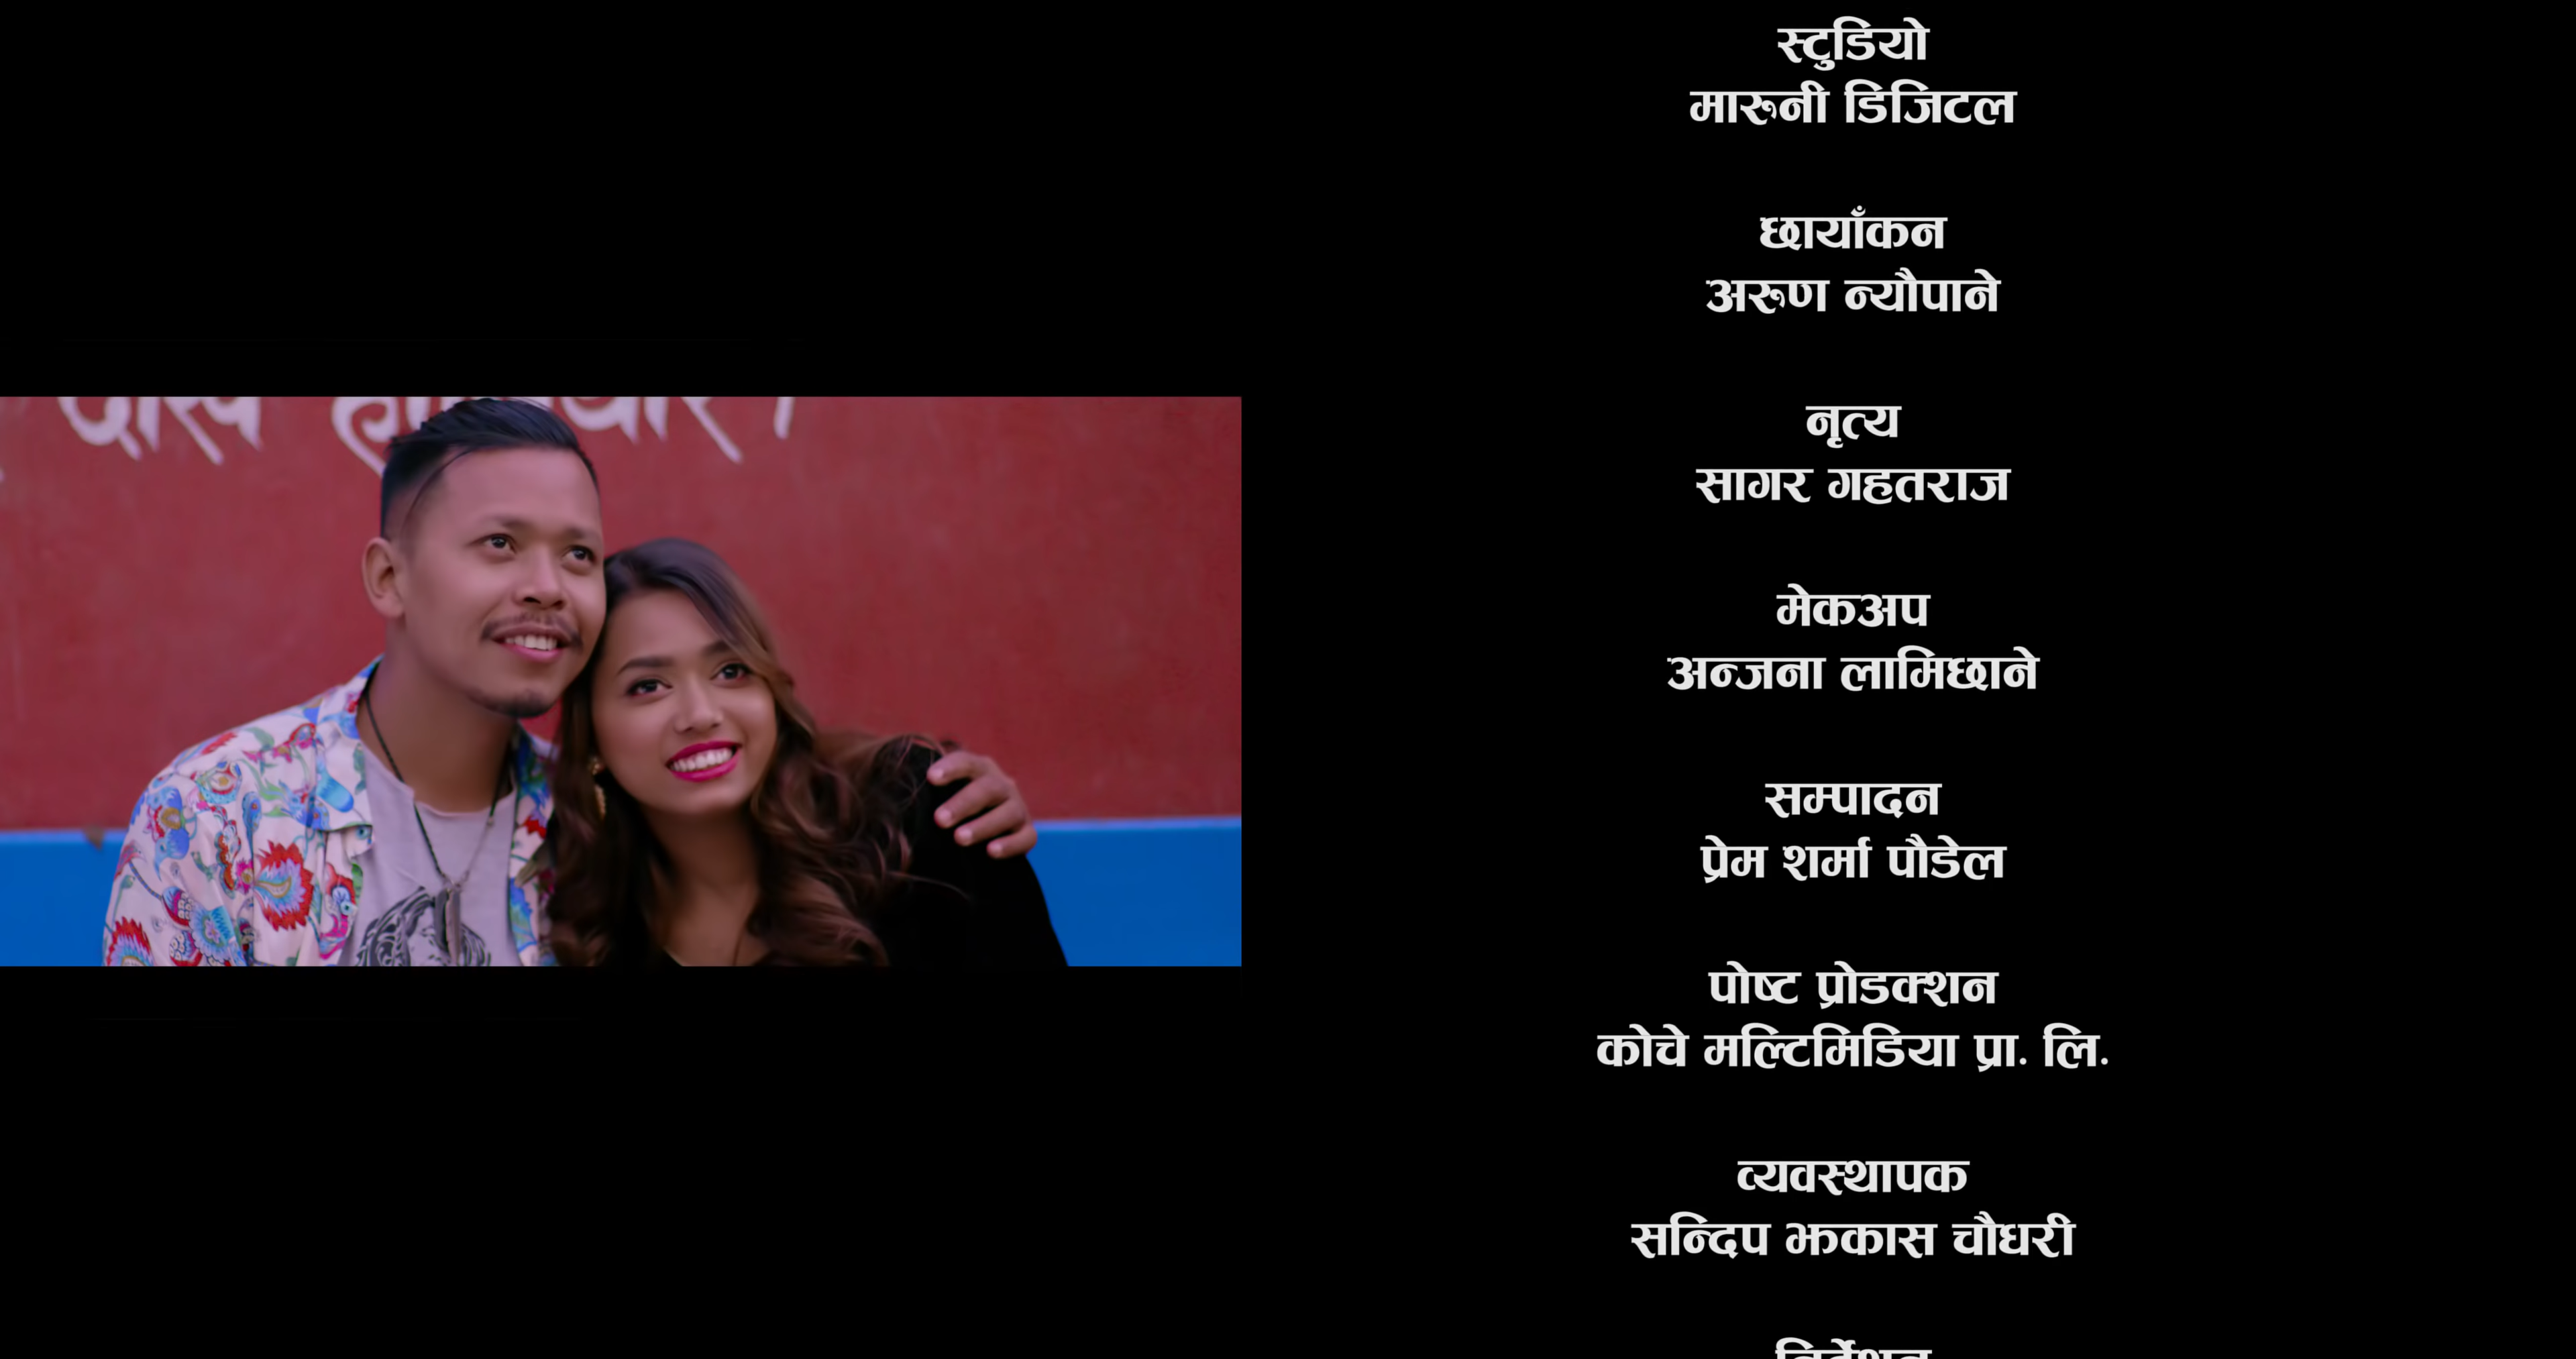 स्टुडियो
मारुनी डिजिटल
छायाँकन
अरुण न्यौपाने
नृत्य
सागर गहतराज
मेकअप
अन्जना लामिछाने
सम्पादन
प्रेम शर्मा पौडेल
पोष्ट प्रोडक्शन
कोचे मल्टिमिडिया प्रा. लि.
व्यवस्थापक
सन्दिप झकास चौधरी
निर्देशन